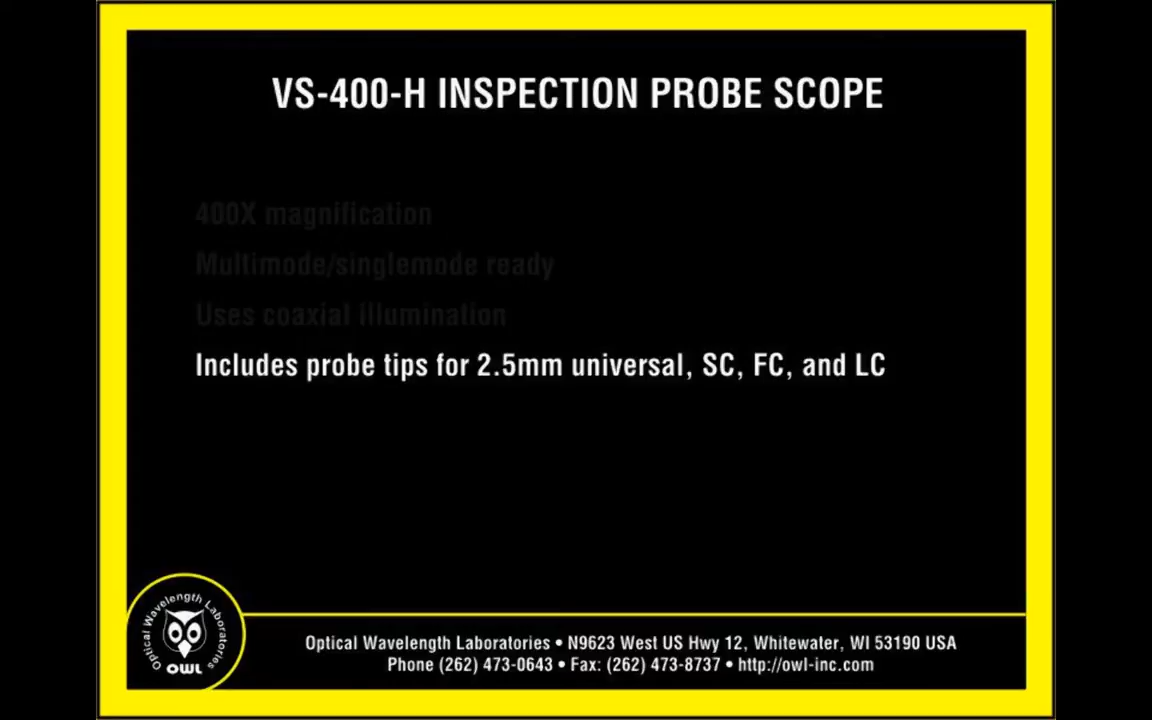 VS-400-H INSPECTION PROBE SCOPE
400X magnification
Multimode/singlemode ready
Uses coaxial illumination
Includes probe tips for 2.5mm universal, SC, FC, and LC
Optical Wavelength Laboratories
OWL
Optical Wavelength Laboratories • N9623 West US Hwy 12, Whitewater, WI 53190 USA
Phone (262) 473-0643 • Fax: (262) 473-8737 • http://owl-inc.com